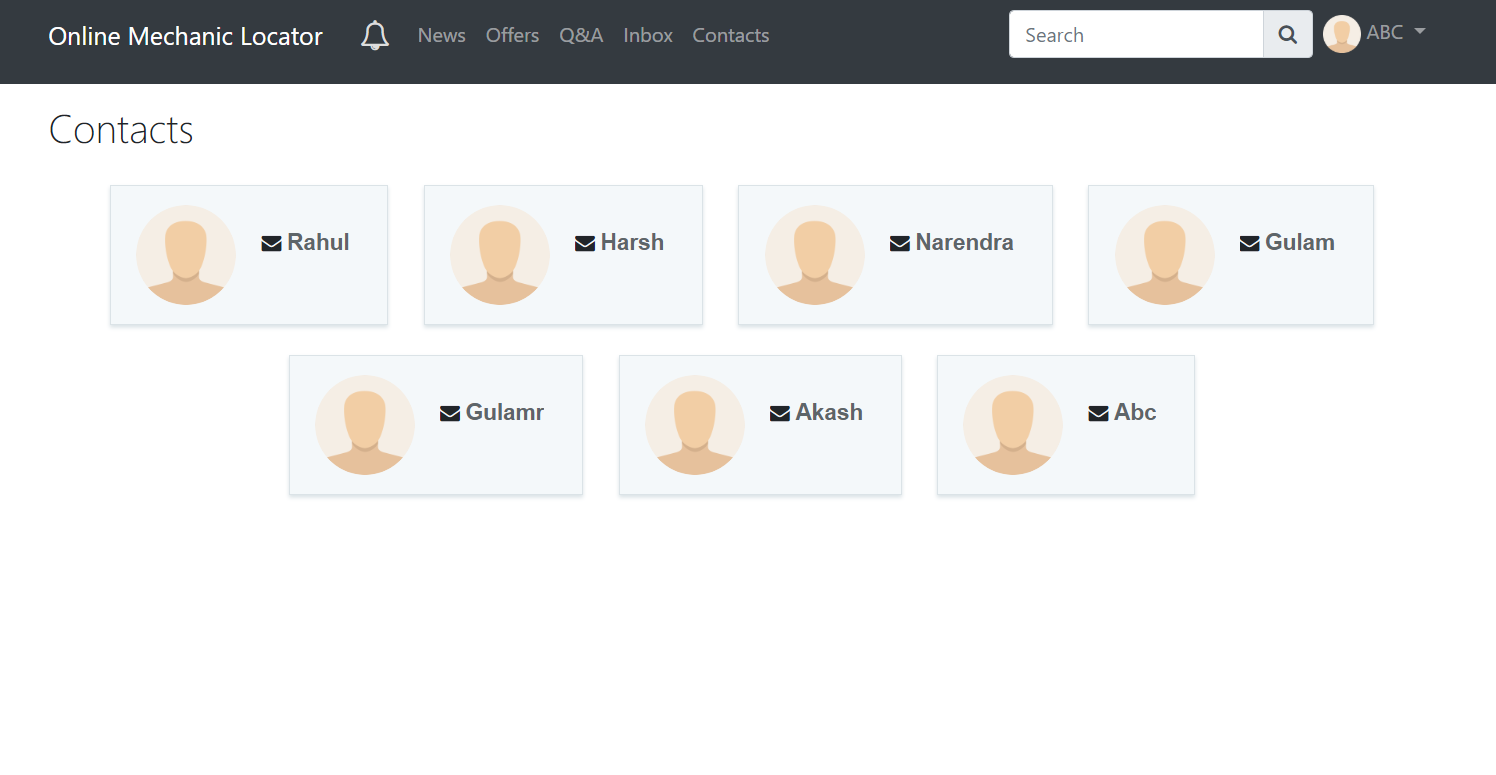 Online Mechanic Locator News Offers Q&A Inbox Contacts Search ABC
Contacts
Rahul Harsh Narendra Gulam
Gulamr Akash Abc